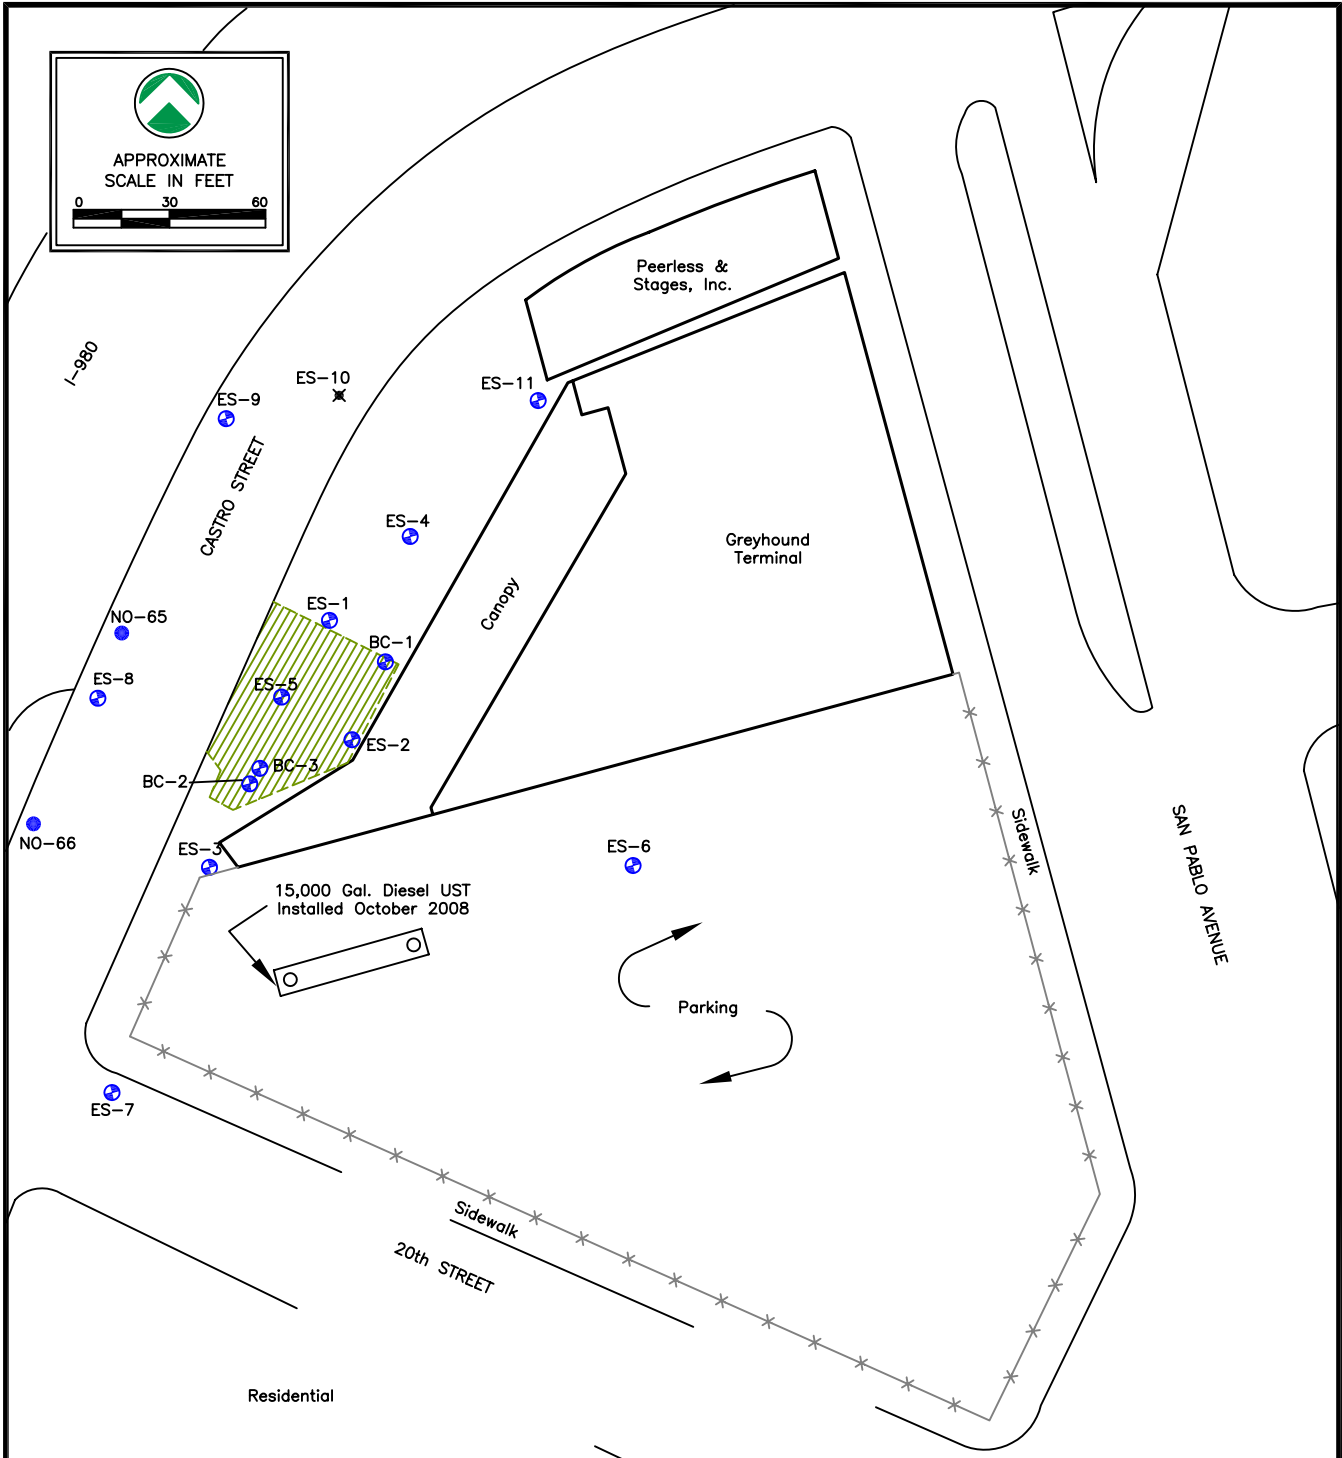 APPROXIMATE
SCALE IN FEET
0 30 60
Peerless &
Stages, Inc.
I-980
ES-10
ES-11
ES-9
CASTRO STREET
ES-4
Greyhound
Terminal
Canopy
ES-1
NO-65
BC-1
ES-8
ES-5
ES-2
BC-3
BC-2
NO-66
ES-3
ES-6
Sidewalk
SAN PABLO AVENUE
15,000 Gal. Diesel UST
Installed October 2008
Parking
ES-7
Sidewalk
20th STREET
Residential